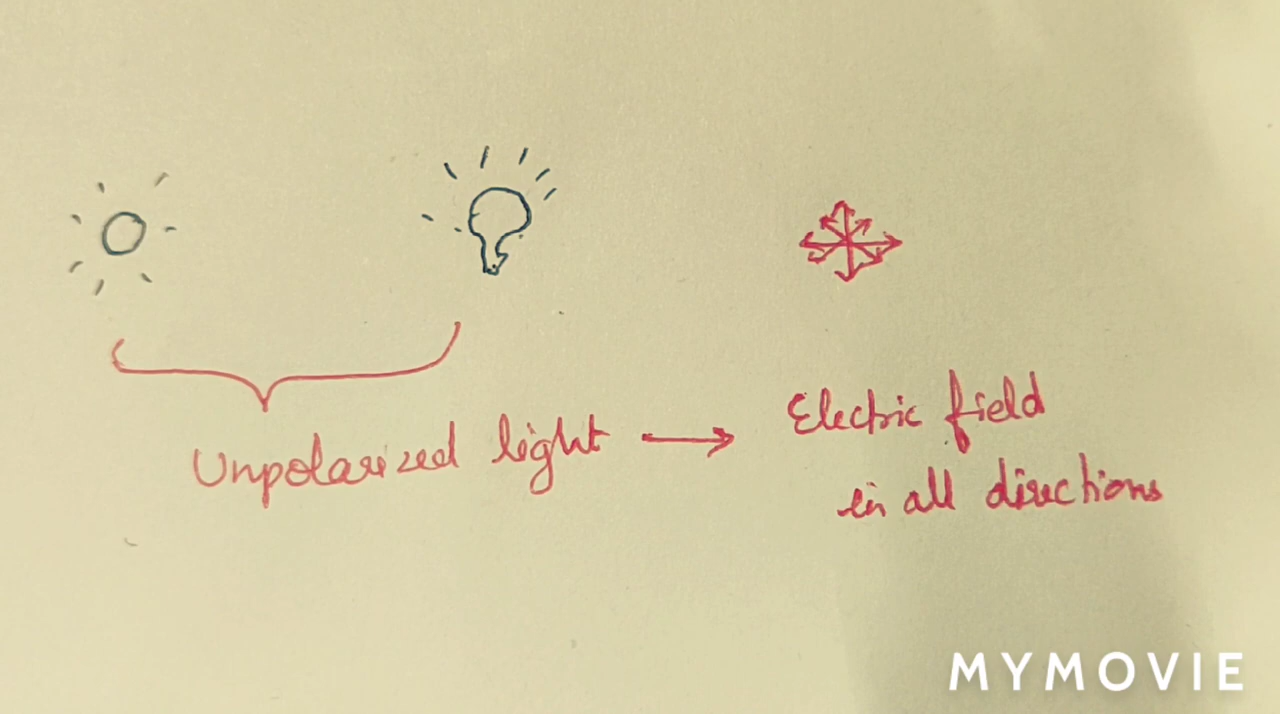 Unpolarized light → Electric field
in all directions
MYMOVIE